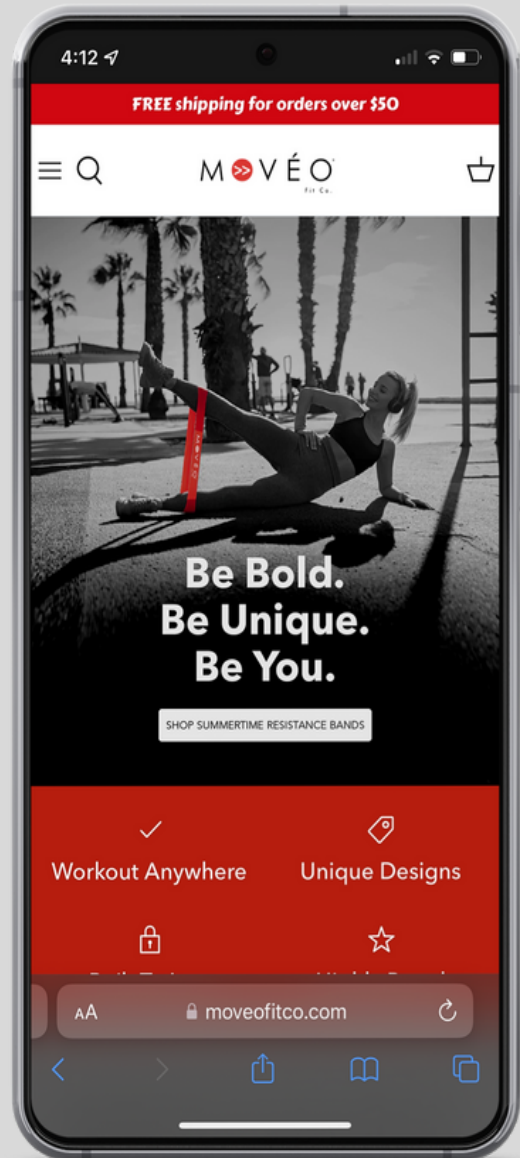 4:12
FREE shipping for orders over $50
MOVÉO
Fit Co.
MOVÉO
Be Bold.
Be Unique.
Be You.
SHOP SUMMERTIME RESISTANCE BANDS
Workout Anywhere
Unique Designs
AA
moveofitco.com